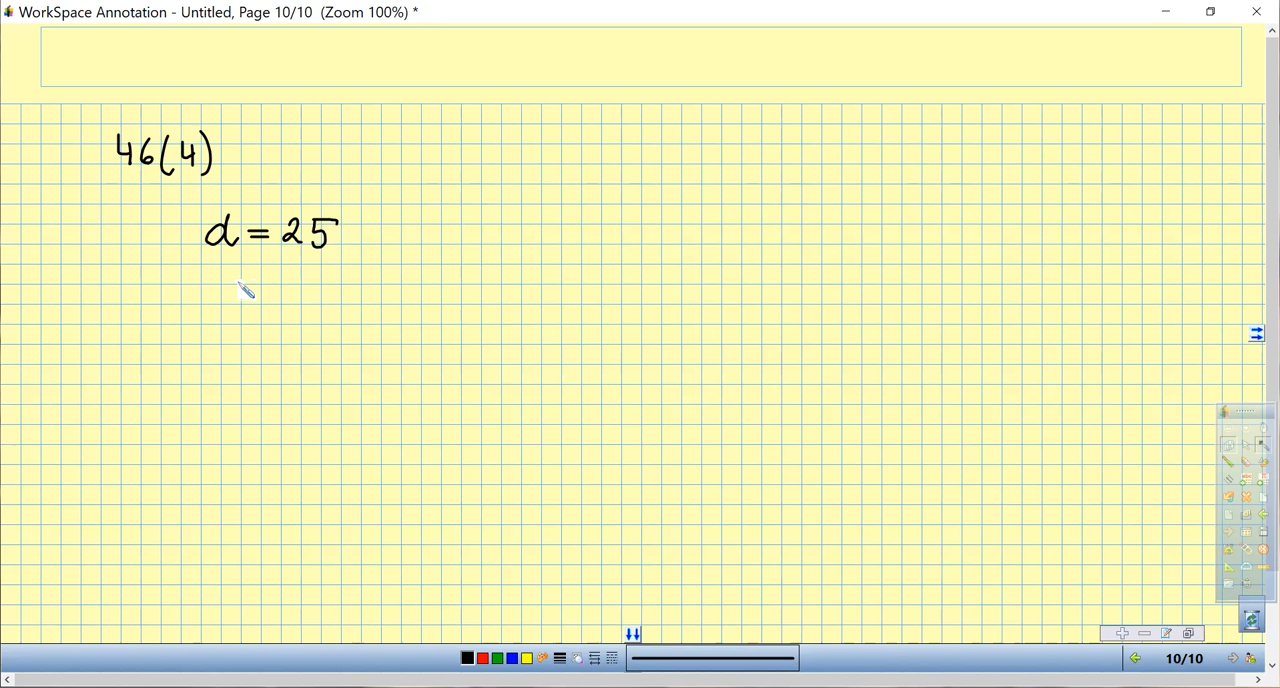 WorkSpace Annotation - Untitled, Page 10/10 (Zoom 100%) *
46(4)
d = 25
10/10